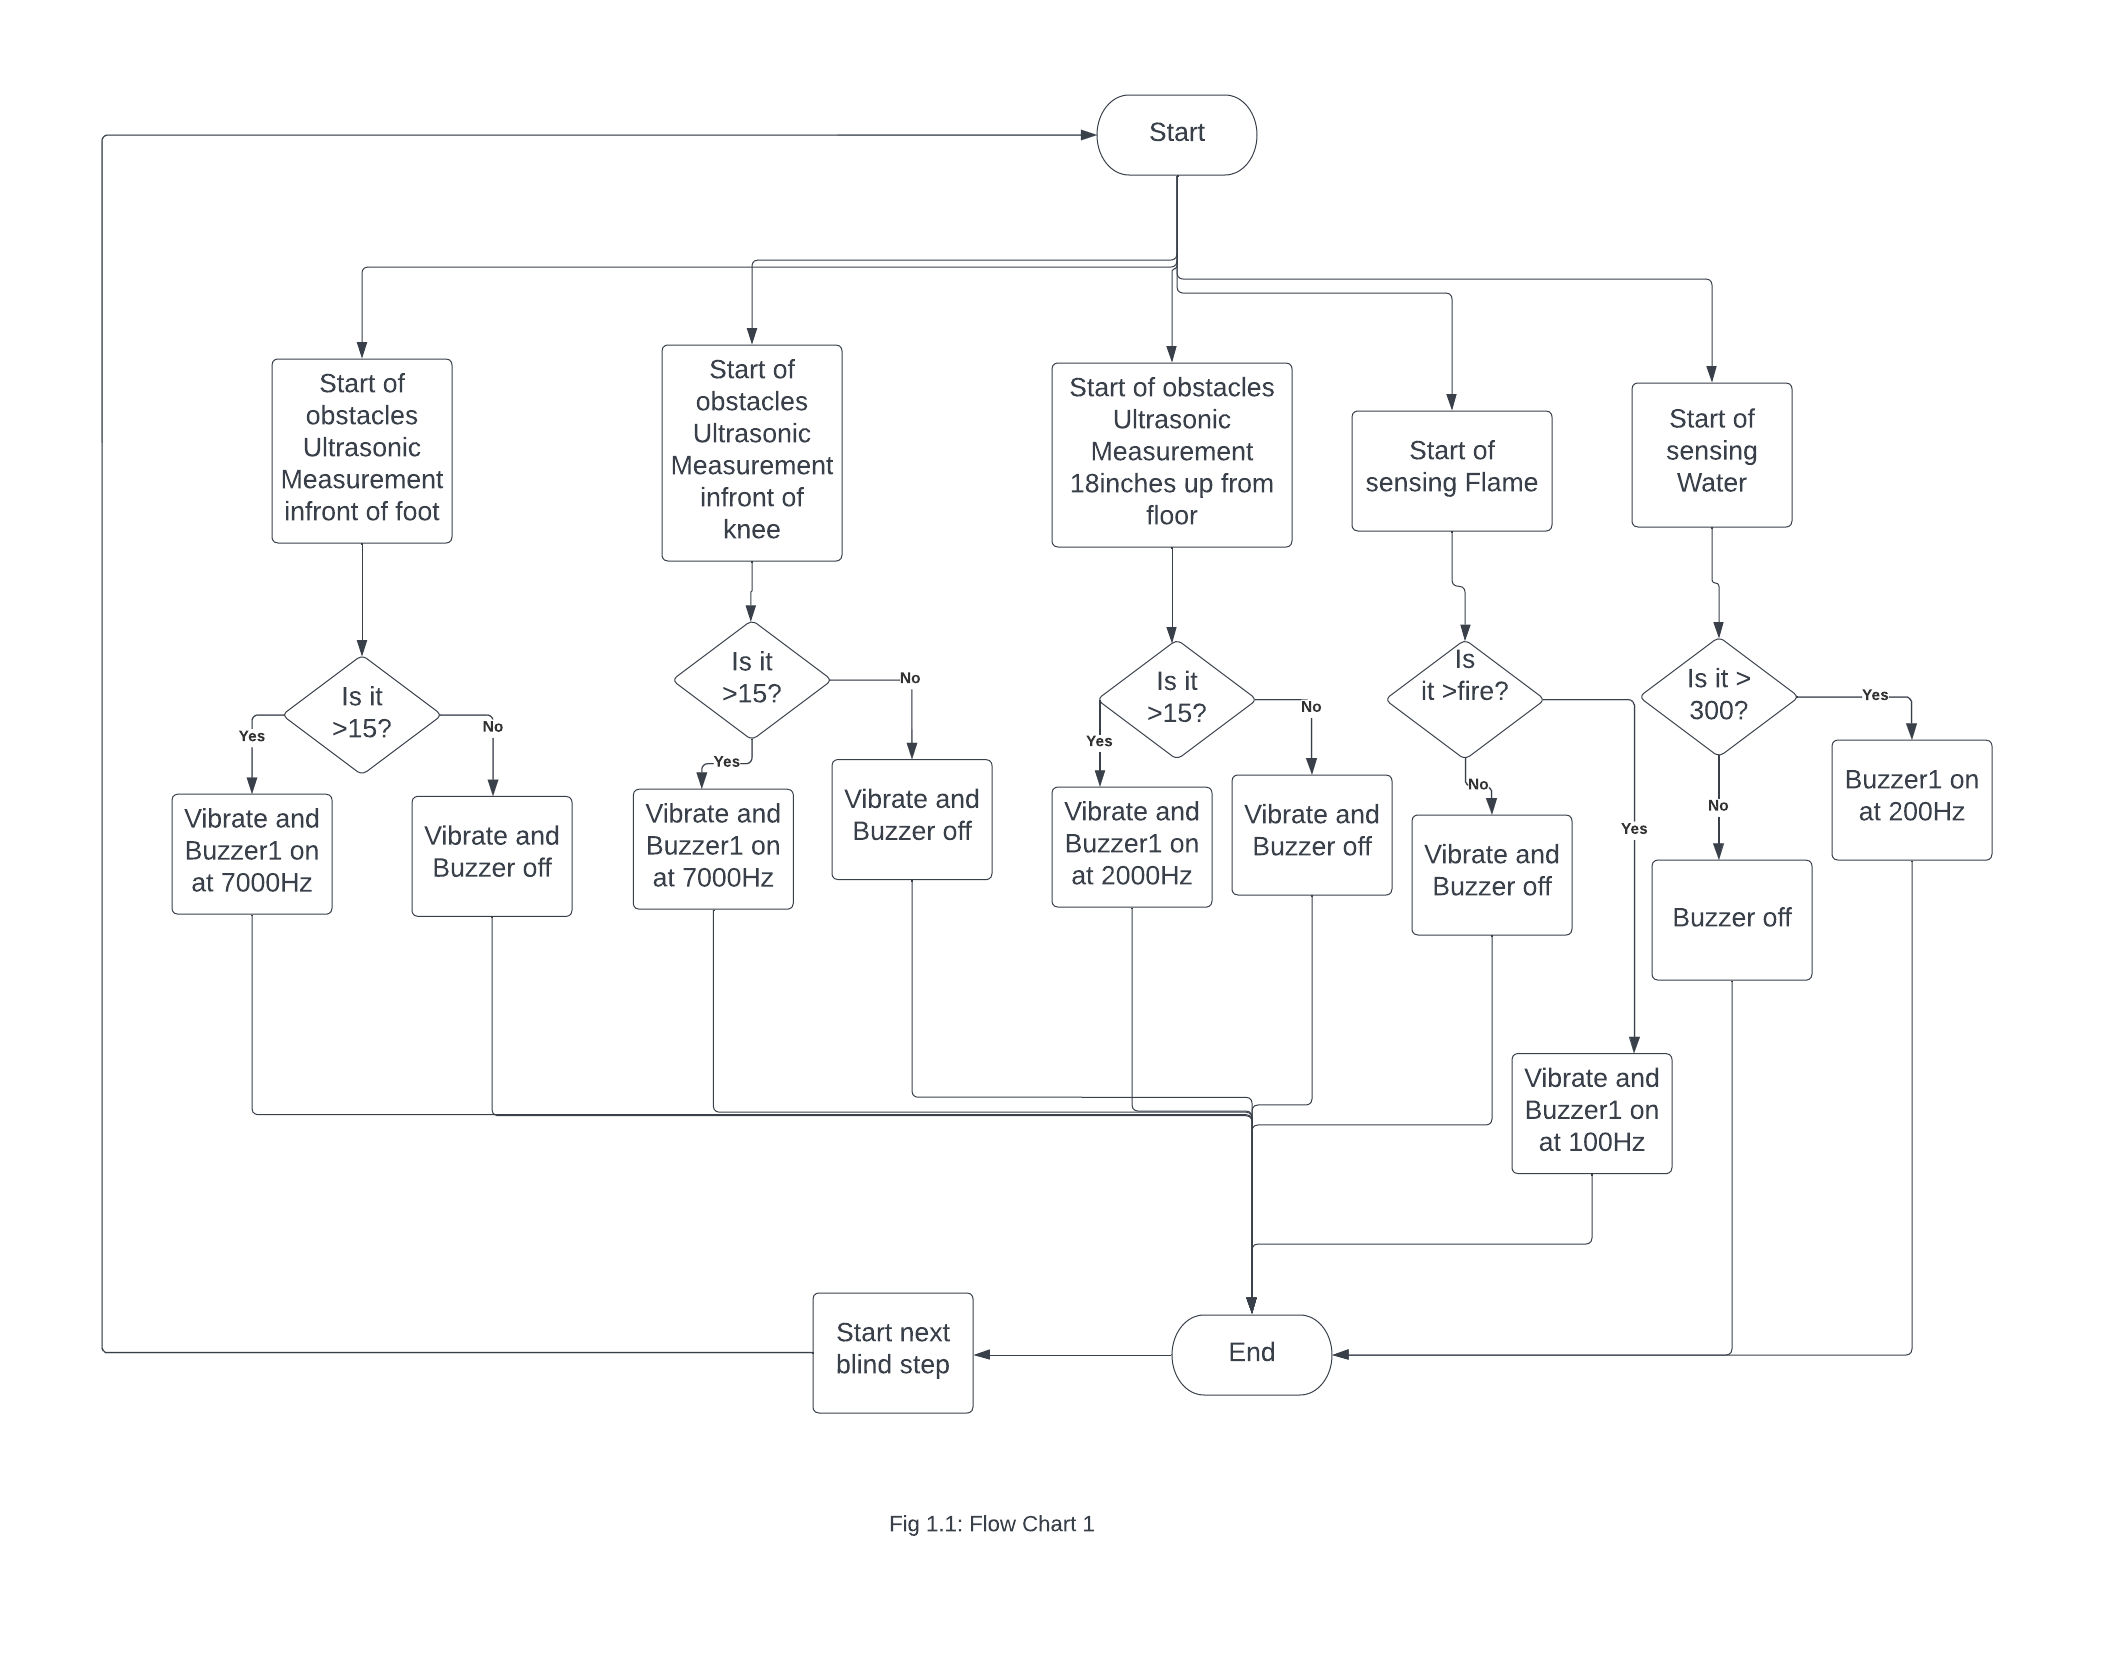 Start
Start of
obstacles
Ultrasonic
Measurement
infront of foot
Start of
obstacles
Ultrasonic
Measurement
infront of
knee
Start of obstacles
Ultrasonic
Measurement
18inches up from
floor
Start of
sensing Flame
Start of
sensing
Water
Is it
>15?
Yes
No
Is it
>15?
Yes
No
Is it
>15?
Yes
No
Is
it >fire?
No
Yes
Is it >
300?
No
Yes
Vibrate and
Buzzer1 on
at 7000Hz
Vibrate and
Buzzer off
Vibrate and
Buzzer1 on
at 7000Hz
Vibrate and
Buzzer off
Vibrate and
Buzzer1 on
at 2000Hz
Vibrate and
Buzzer off
Vibrate and
Buzzer off
Vibrate and
Buzzer1 on
at 100Hz
Buzzer off
Buzzer1 on
at 200Hz
Start next
blind step
End
Fig 1.1: Flow Chart 1